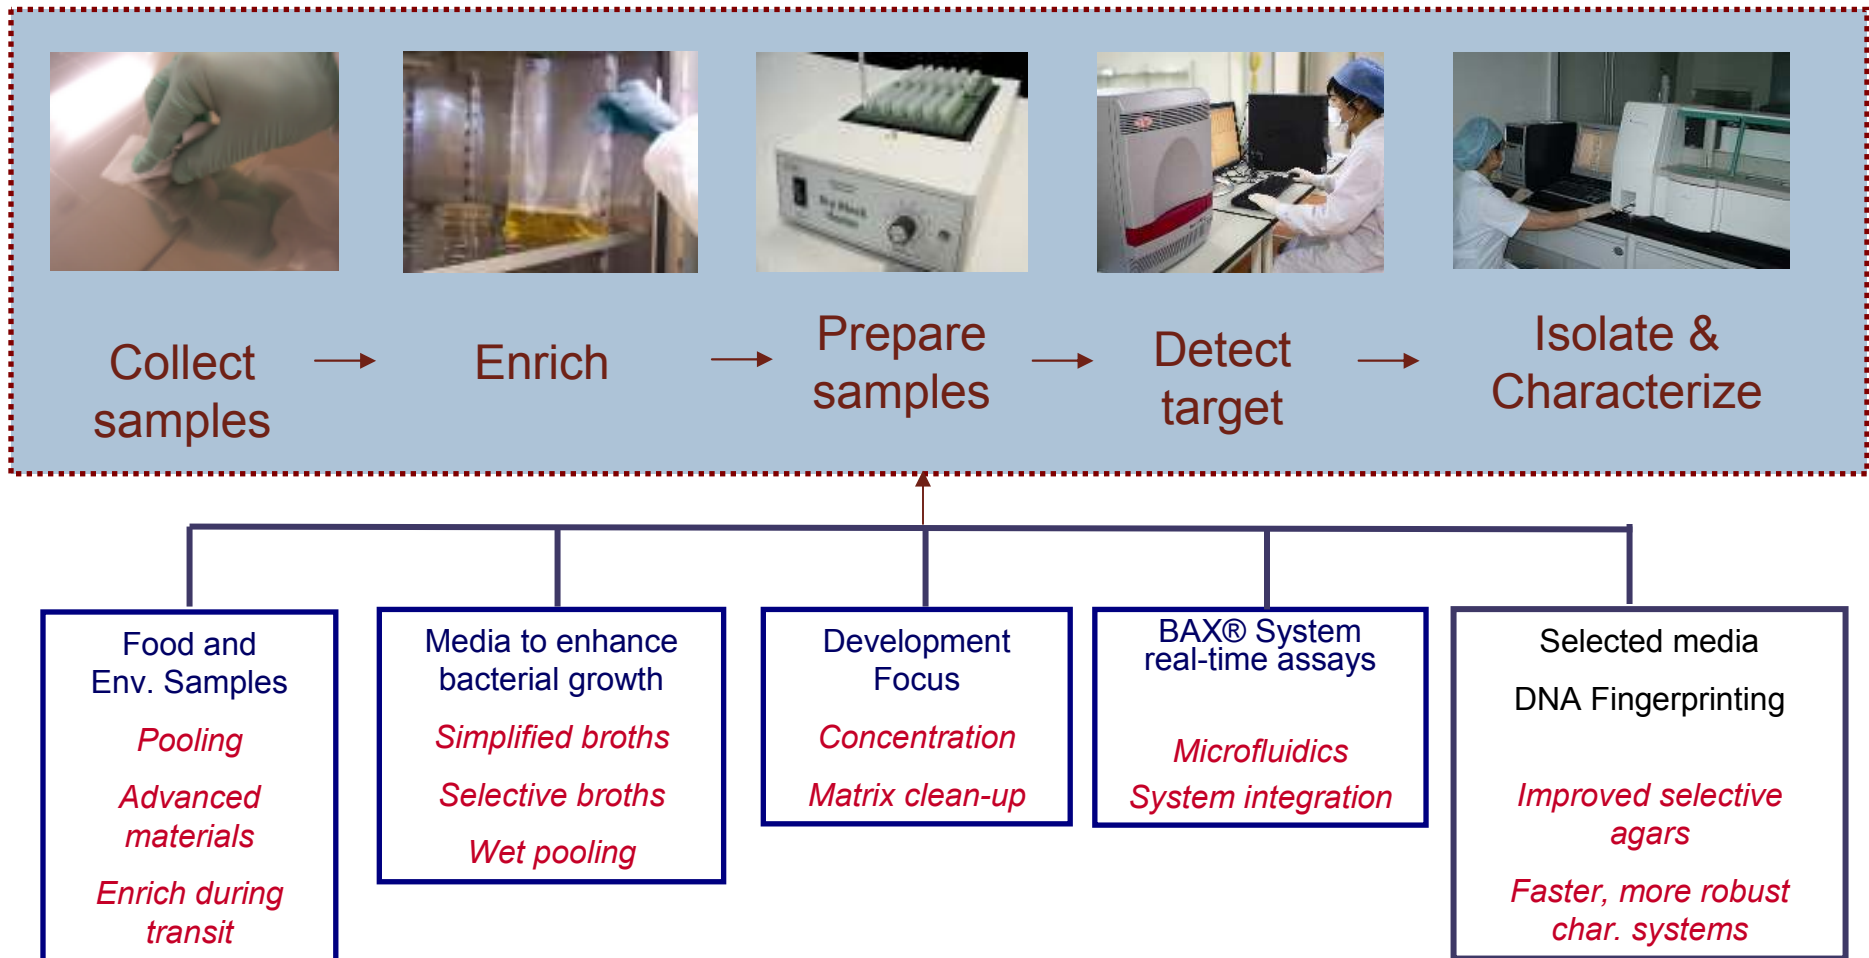 Collect
samples
Enrich
Prepare
samples
Detect
target
Isolate &
Characterize
Food and
Env. Samples
Pooling
Advanced
materials
Enrich during
transit
Media to enhance
bacterial growth
Simplified broths
Selective broths
Wet pooling
Development
Focus
Concentration
Matrix clean-up
BAX® System
real-time assays
Microfluidics
System integration
Selected media
DNA Fingerprinting
Improved selective
agars
Faster, more robust
char. systems